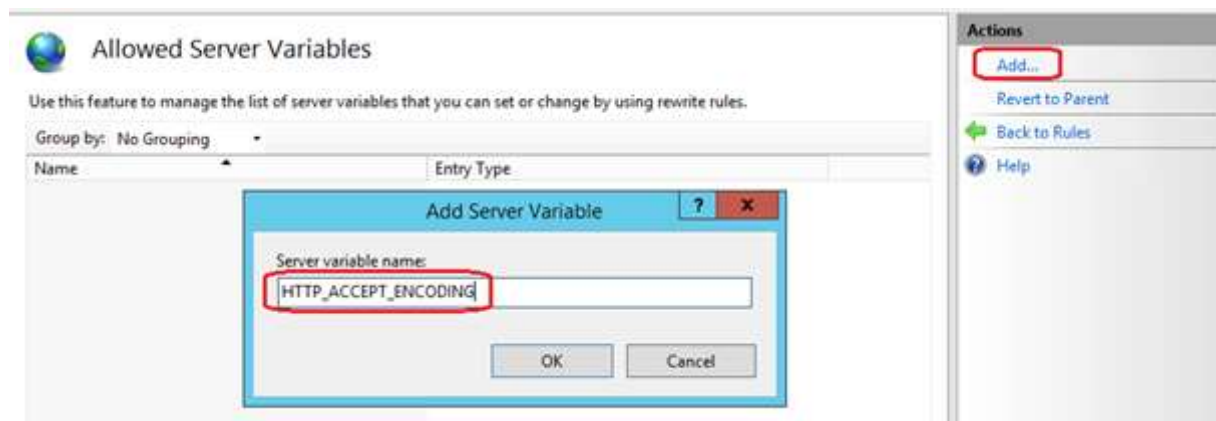 Allowed Server Variables
Use this feature to manage the list of server variables that you can set or change by using rewrite rules.
Group by: No Grouping
Name Entry Type
Add Server Variable ? x
Server variable name:
HTTP_ACCEPT_ENCODING
OK Cancel
Actions
Add...
Revert to Parent
Back to Rules
? Help